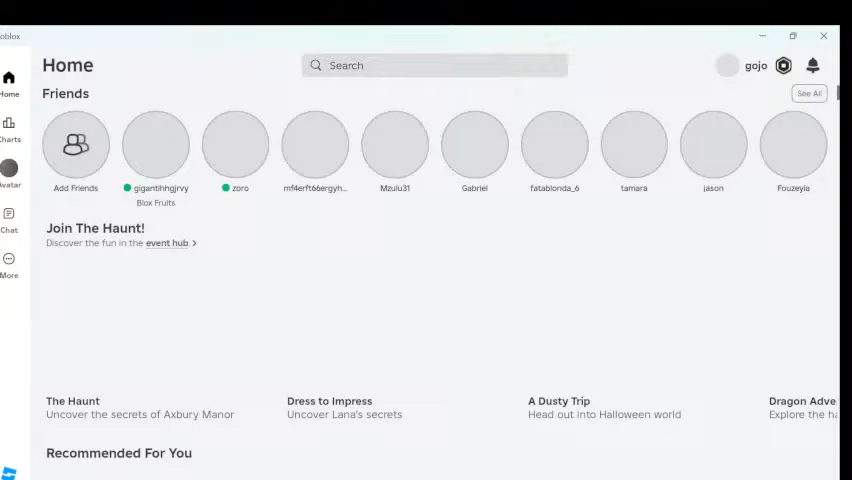 oblox
Home
Search
gojo
Home
Friends
See All
Charts
Avatar
Chat
More
Add Friends
gigantihhgjrvy
Blox Fruits
zoro
mf4erft66ergyh...
Mzulu31
Gabriel
fatablonda_6
tamara
jason
Fouzeyia
Join The Haunt!
Discover the fun in the event hub >
The Haunt
Uncover the secrets of Axbury Manor
Dress to Impress
Uncover Lana's secrets
A Dusty Trip
Head out into Halloween world
Dragon Adve
Explore the ha
Recommended For You